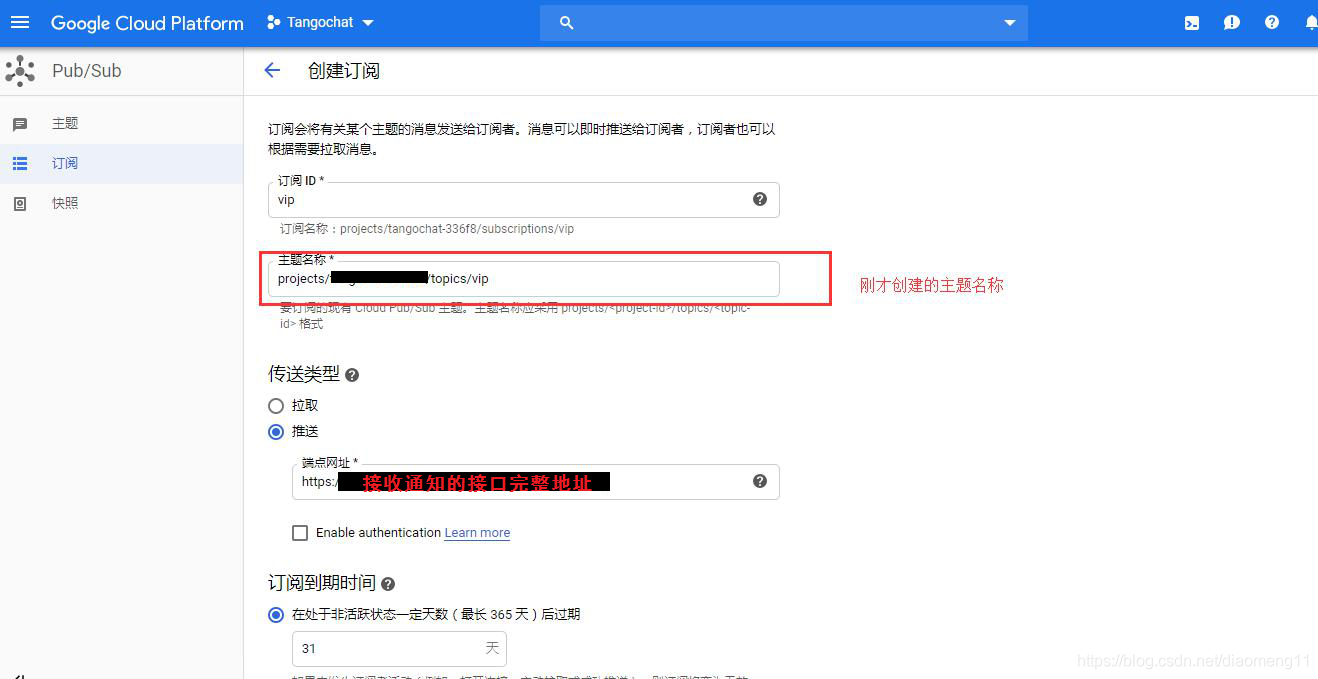 Google Cloud Platform
Tangochat
Pub/Sub
创建订阅
主题
订阅
快照
订阅会将有关某个主题的消息发送给订阅者。消息可以即时推送给订阅者，订阅者也可以
根据需要拉取消息。
订阅 ID *
vip
订阅名称：projects/tangochat-336f8/subscriptions/vip
主题名称 *
projects/ /topics/vip
刚才创建的主题名称
要订阅的现有 Cloud Pub/Sub 主题。主题名称应采用 projects/<project-id>/topics/<topic-
id> 格式
传送类型
拉取
推送
端点网址 *
https:/ 接收通知的接口完整地址
Enable authentication Learn more
订阅到期时间
在处于非活跃状态一定天数（最长 365 天）后过期
31 天
https://blog.csdn.net/diaomeng11